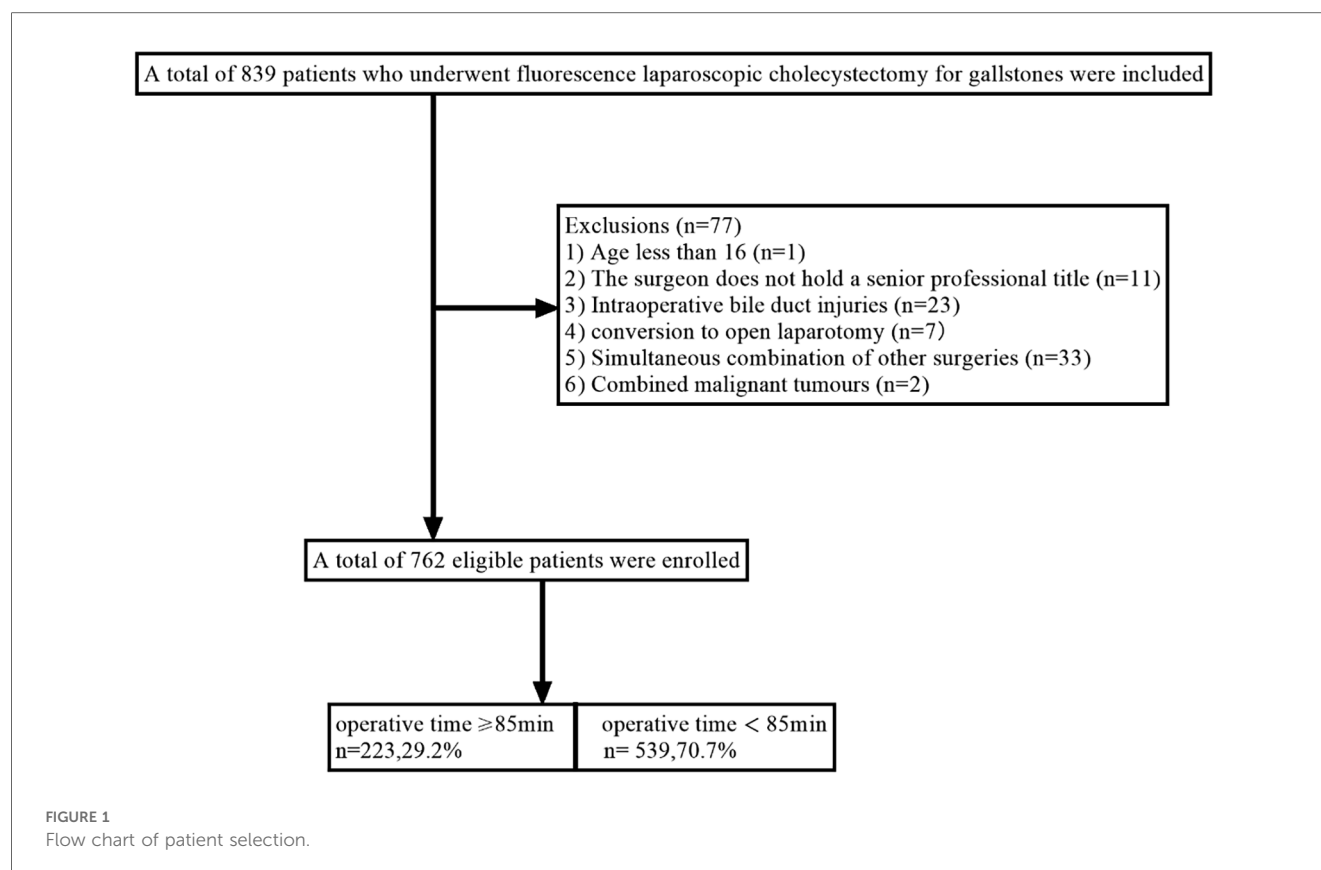 A total of 839 patients who underwent fluorescence laparoscopic cholecystectomy for gallstones were included
Exclusions (n=77)
1) Age less than 16 (n=1)
2) The surgeon does not hold a senior professional title (n=11)
3) Intraoperative bile duct injuries (n=23)
4) conversion to open laparotomy (n=7)
5) Simultaneous combination of other surgeries (n=33)
6) Combined malignant tumours (n=2)
A total of 762 eligible patients were enrolled
operative time ⩾85min
n=223,29.2%
operative time < 85min
n= 539,70.7%
FIGURE 1
Flow chart of patient selection.